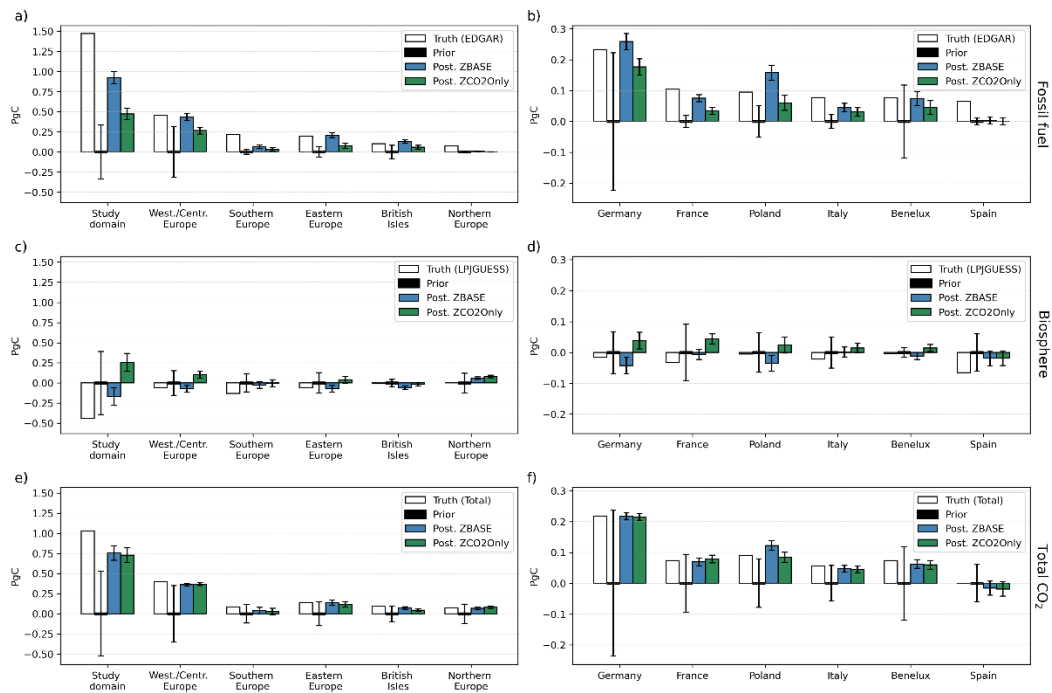 a)
1.50
1.25
1.00
0.75
0.50
0.25
0.00
−0.25
−0.50
PgC
Truth (EDGAR)
Prior
Post. ZBASE
Post. ZCO2Only
Study
domain
West./Centr.
Europe
Southern
Europe
Eastern
Europe
British
Isles
Northern
Europe
b)
0.3
0.2
0.1
0.0
−0.1
−0.2
PgC
Truth (EDGAR)
Prior
Post. ZBASE
Post. ZCO2Only
Germany
France
Poland
Italy
Benelux
Spain
Fossil fuel
c)
1.50
1.25
1.00
0.75
0.50
0.25
0.00
−0.25
−0.50
PgC
Truth (LPJGUESS)
Prior
Post. ZBASE
Post. ZCO2Only
Study
domain
West./Centr.
Europe
Southern
Europe
Eastern
Europe
British
Isles
Northern
Europe
d)
0.3
0.2
0.1
0.0
−0.1
−0.2
PgC
Truth (LPJGUESS)
Prior
Post. ZBASE
Post. ZCO2Only
Germany
France
Poland
Italy
Benelux
Spain
Biosphere
e)
1.50
1.25
1.00
0.75
0.50
0.25
0.00
−0.25
−0.50
PgC
Truth (Total)
Prior
Post. ZBASE
Post. ZCO2Only
Study
domain
West./Centr.
Europe
Southern
Europe
Eastern
Europe
British
Isles
Northern
Europe
f)
0.3
0.2
0.1
0.0
−0.1
−0.2
PgC
Truth (Total)
Prior
Post. ZBASE
Post. ZCO2Only
Germany
France
Poland
Italy
Benelux
Spain
Total CO₂